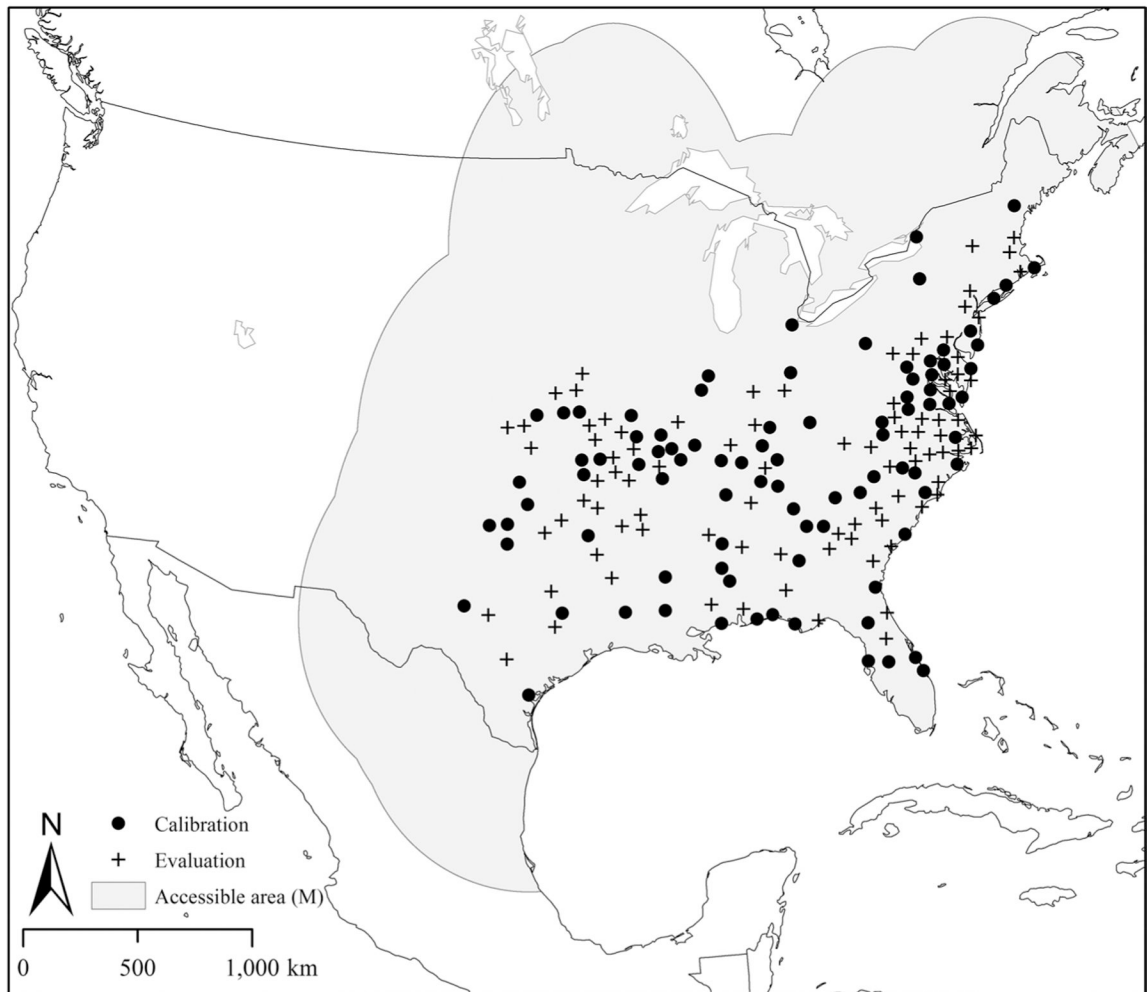 N
Calibration
Evaluation
Accessible area (M)
0 500 1,000 km